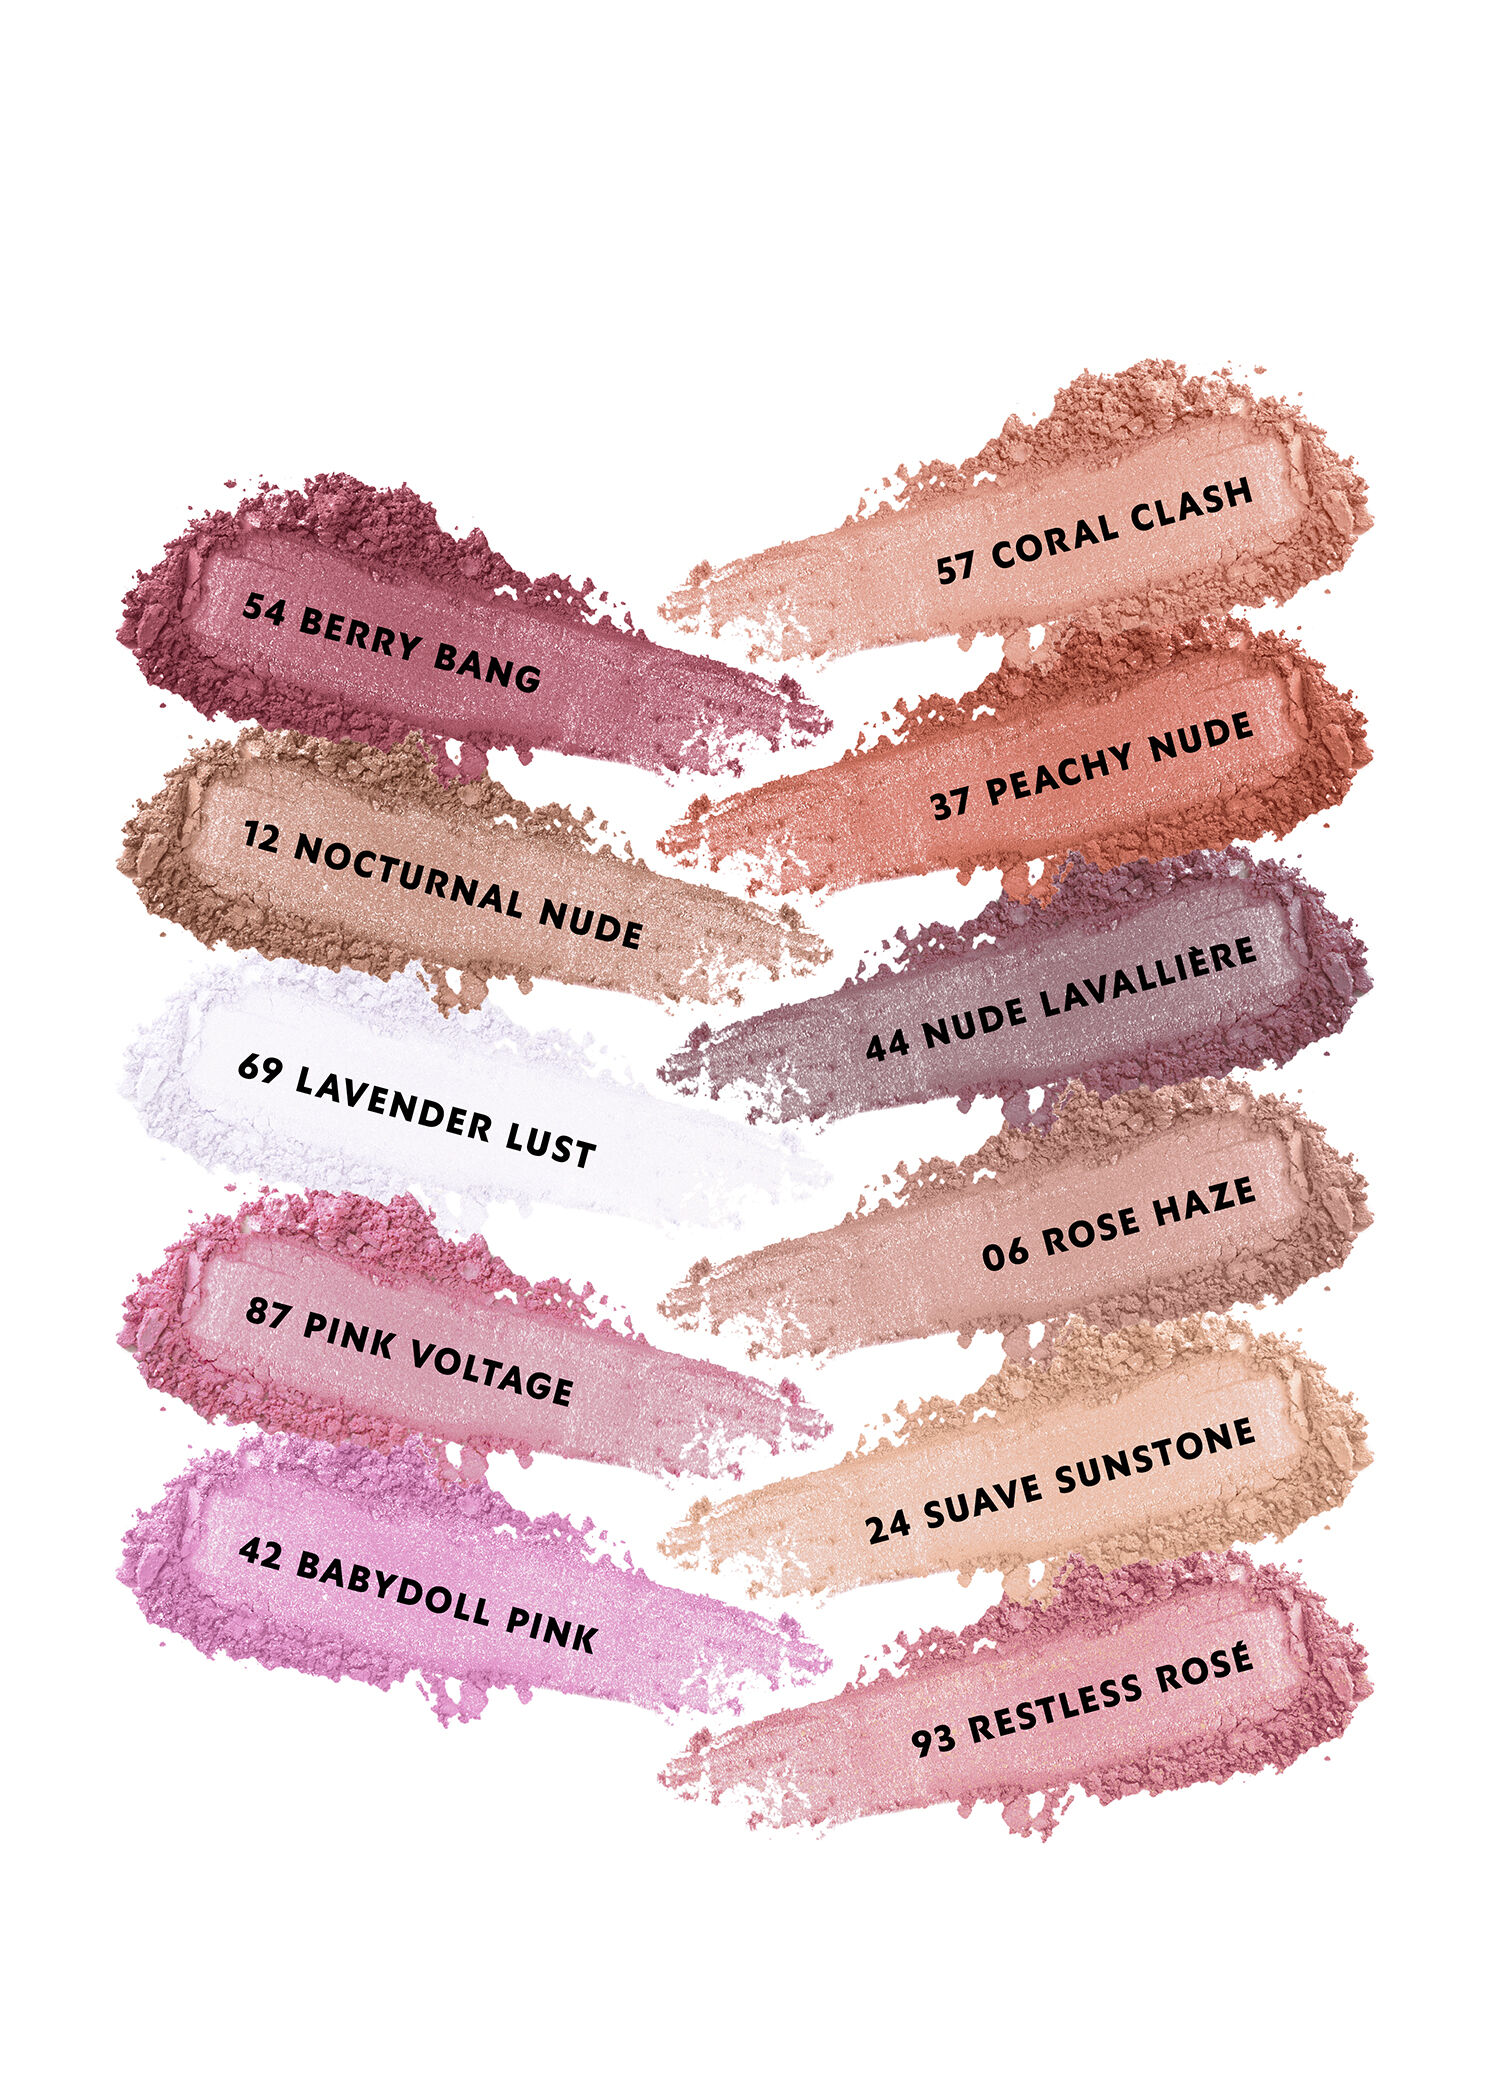 54 BERRY BANG
12 NOCTURNAL NUDE
69 LAVENDER LUST
87 PINK VOLTAGE
42 BABYDOLL PINK
57 CORAL CLASH
37 PEACHY NUDE
44 NUDE LAVALLIÈRE
06 ROSE HAZE
24 SUAVE SUNSTONE
93 RESTLESS ROSÉ